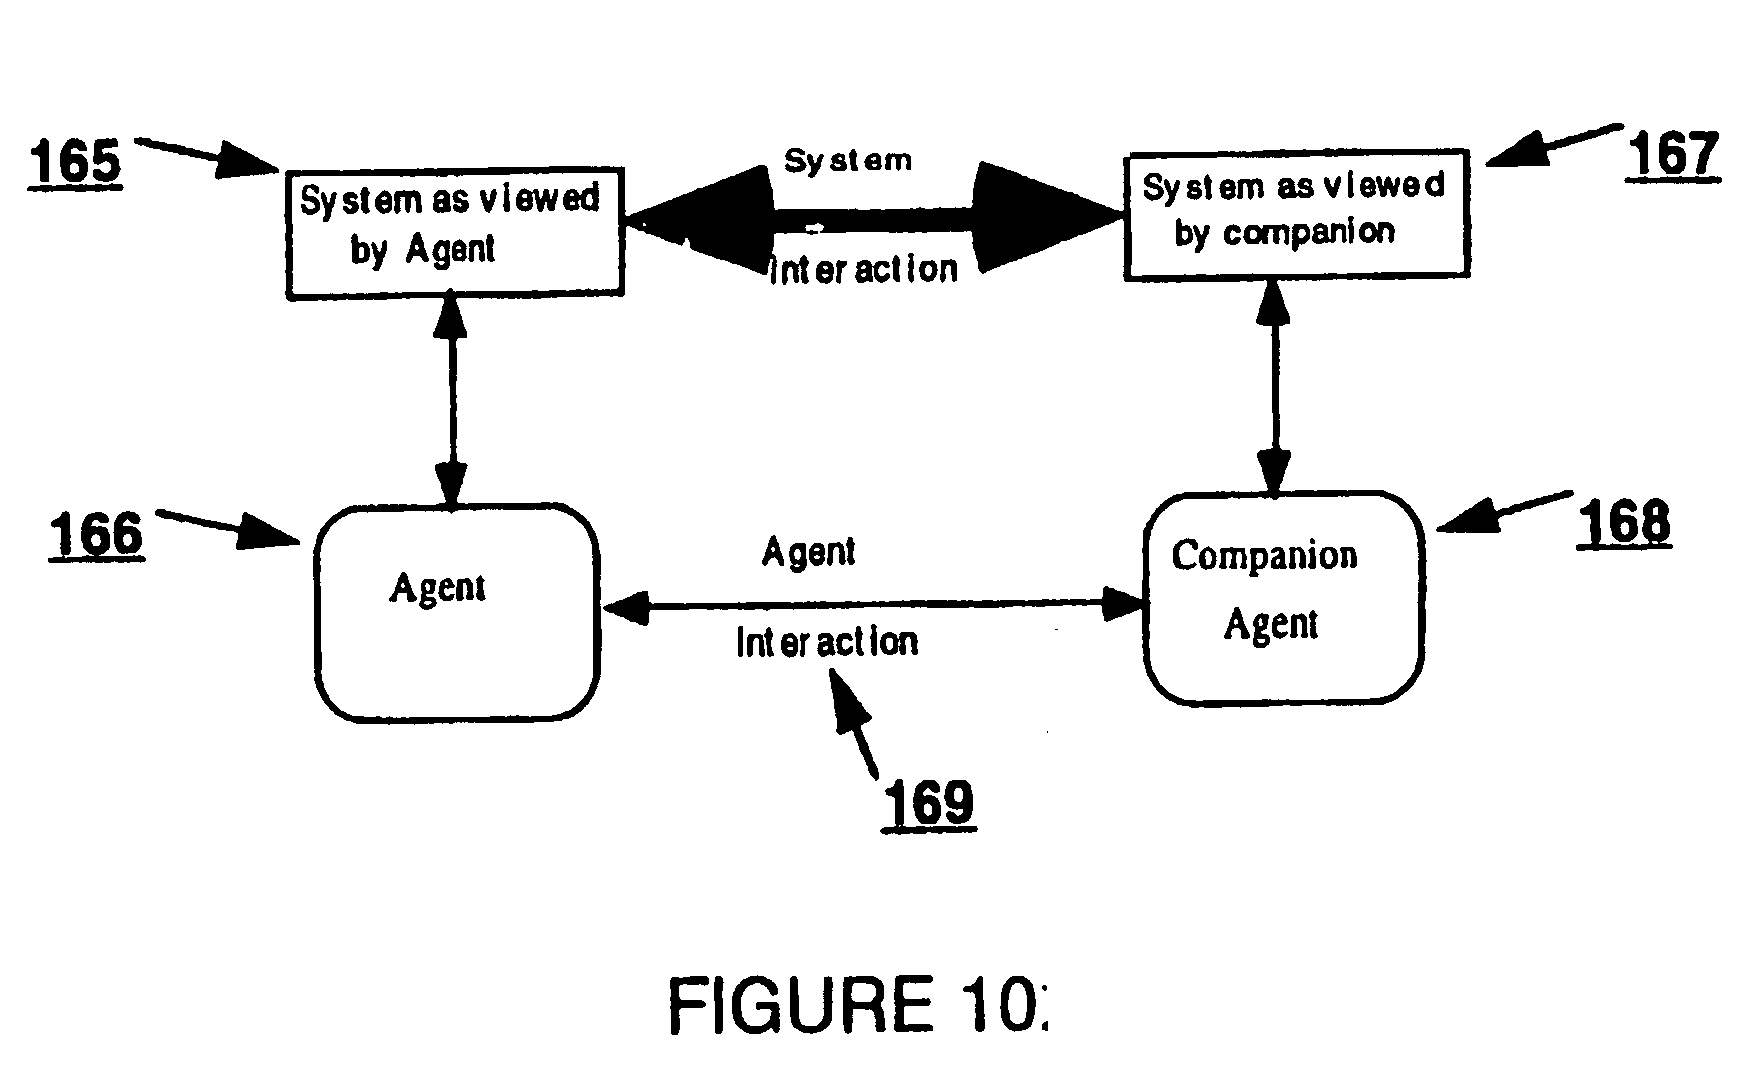 165
System as viewed
by Agent
System
Interaction
System as viewed
by companion
167
166
Agent
Agent
Interaction
Companion
Agent
168
169
FIGURE 10: